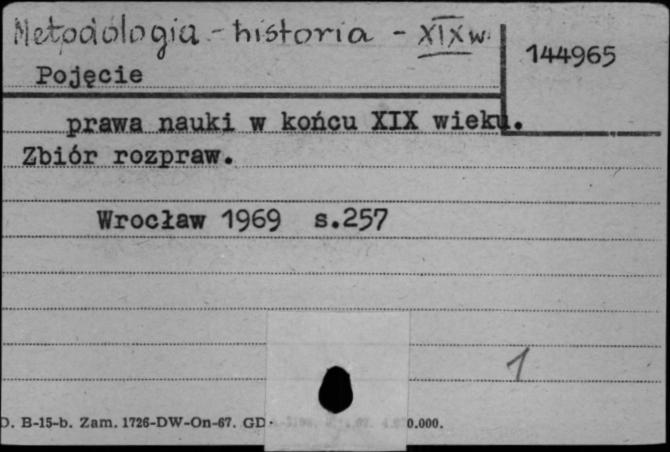 Metodologia - historia - XIX w.
144965
Pojęcie
prawa nauki w końcu XIX wieku.
Zbiór rozpraw.
Wrocław 1969 s.257
1
D. B-15-b. Zam. 1726-DW-On-67. GD 0.000.